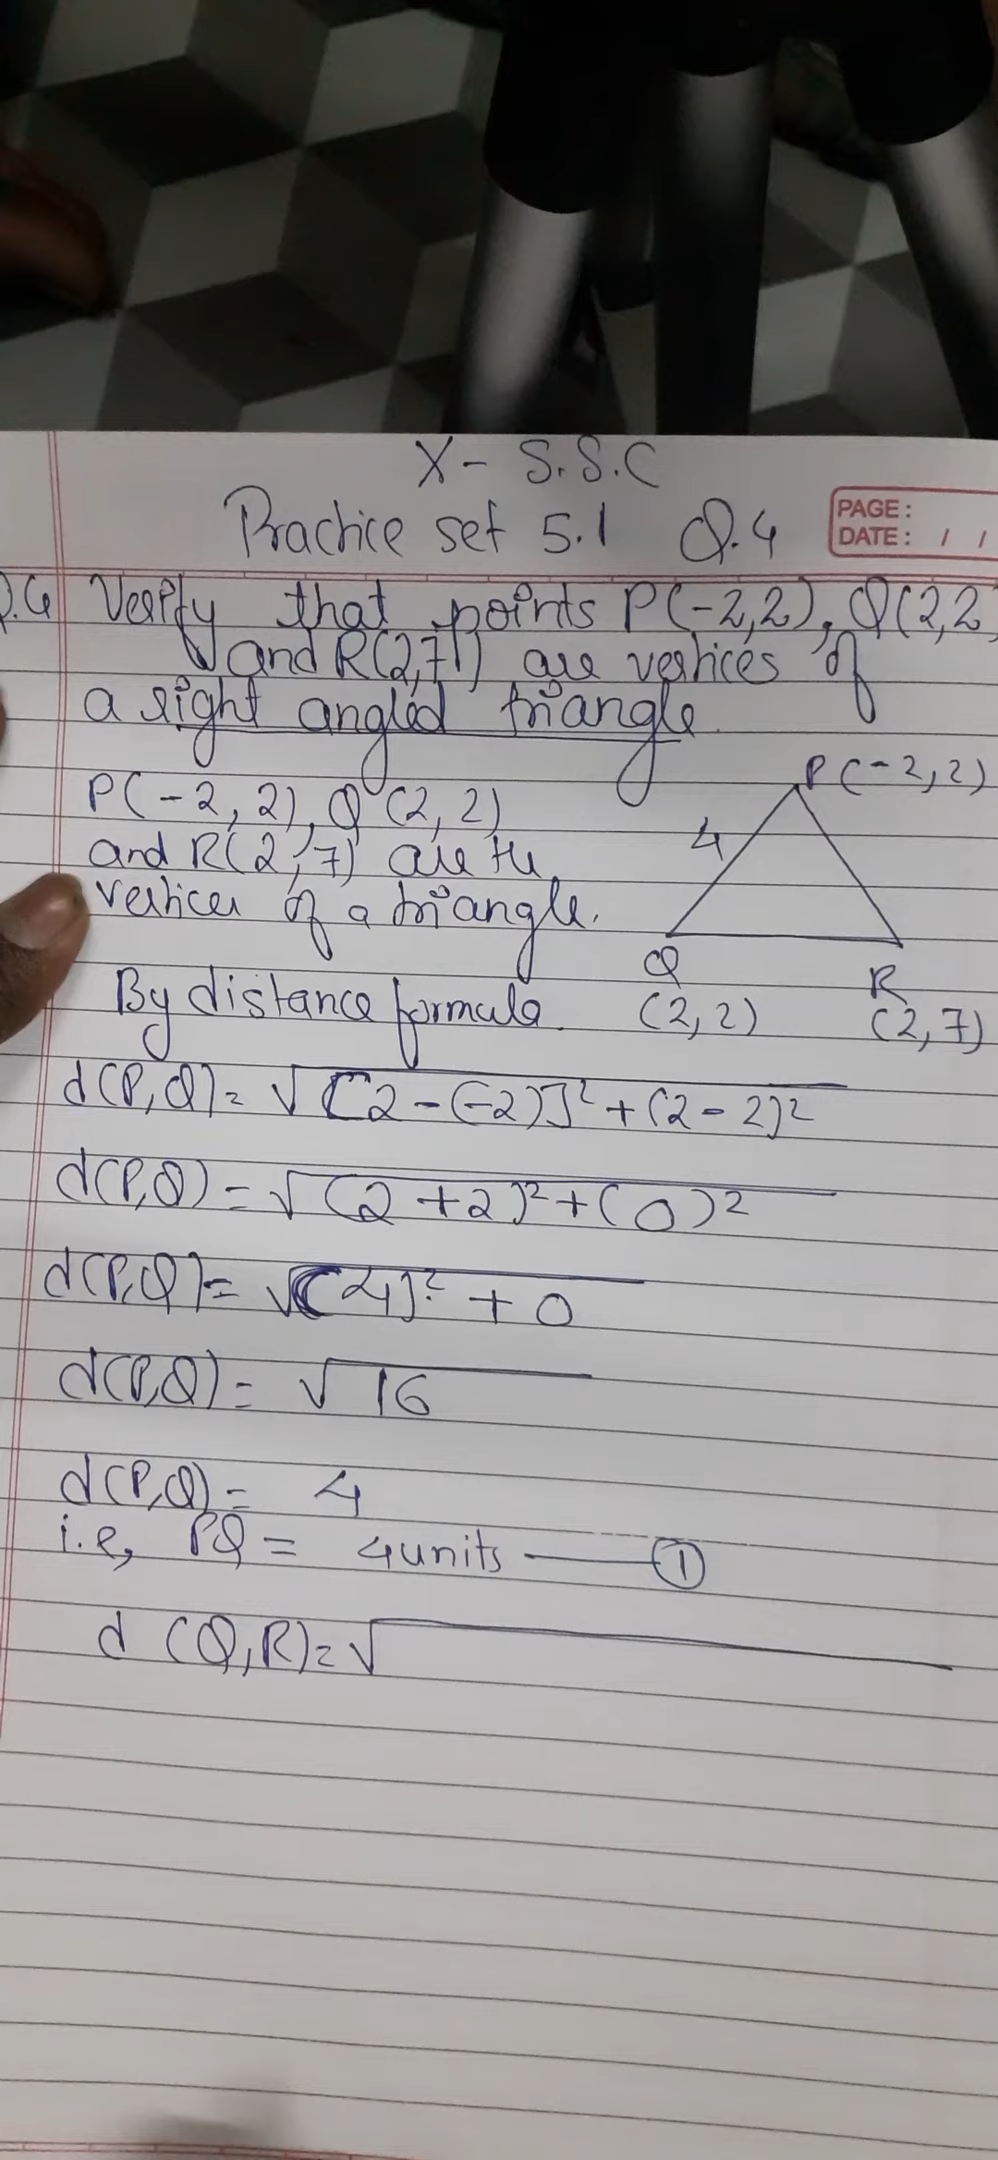 X - S.S.C
Practice set 5.1 Q.4
PAGE:
DATE: / /
Q.4 Verify that points P(-2,2), Q(2,2)
and R(2,7) are vertices of
a right angled triangle
P(-2,2)
P(-2, 2), Q (2, 2)
4
and R(2, 7) are the
vertices of a triangle.
Q
R
By distance formula.
(2,2)
(2,7)
d(P,Q)= √[2-(-2)]²+(2-2)²
d(P,Q) = √(2+2)²+(0)²
d(P,Q)= √(4)² + 0
d(P,Q) = √16
d(P,Q) = 4
i.e, PQ = 4units — ①
d (Q,R)= √